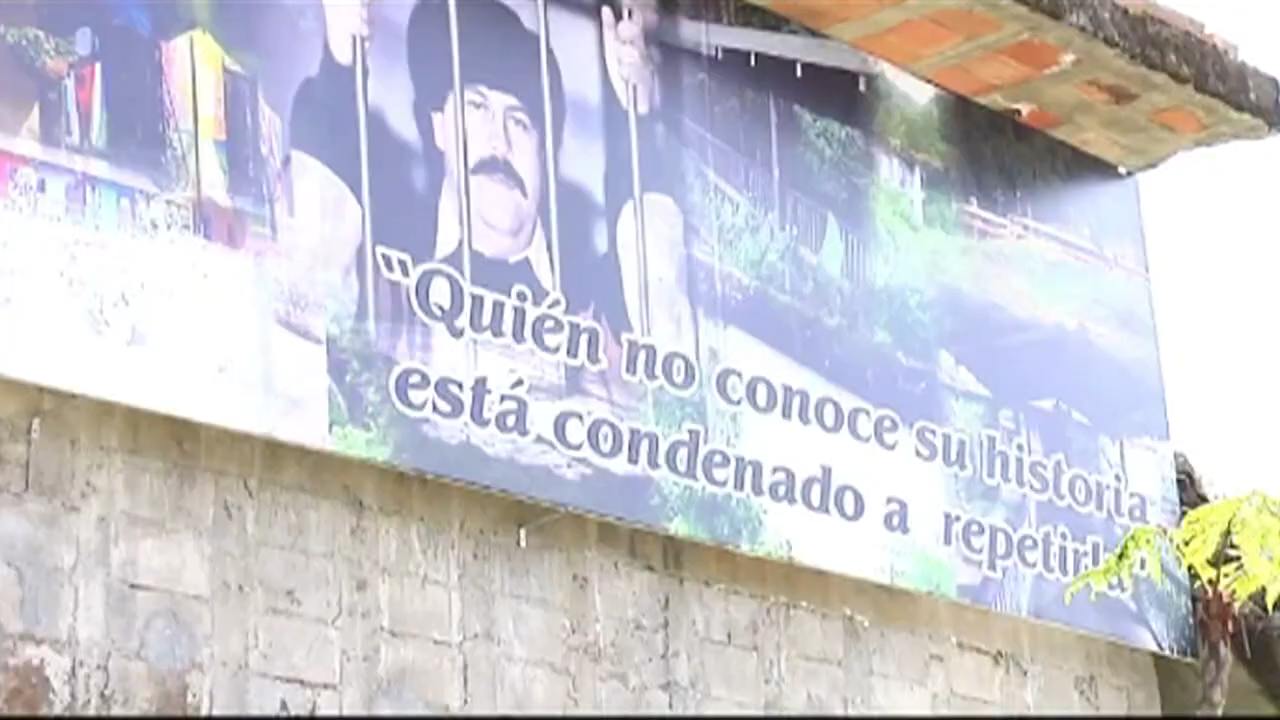 "Quién no conoce su historia
está condenado a repetirla"